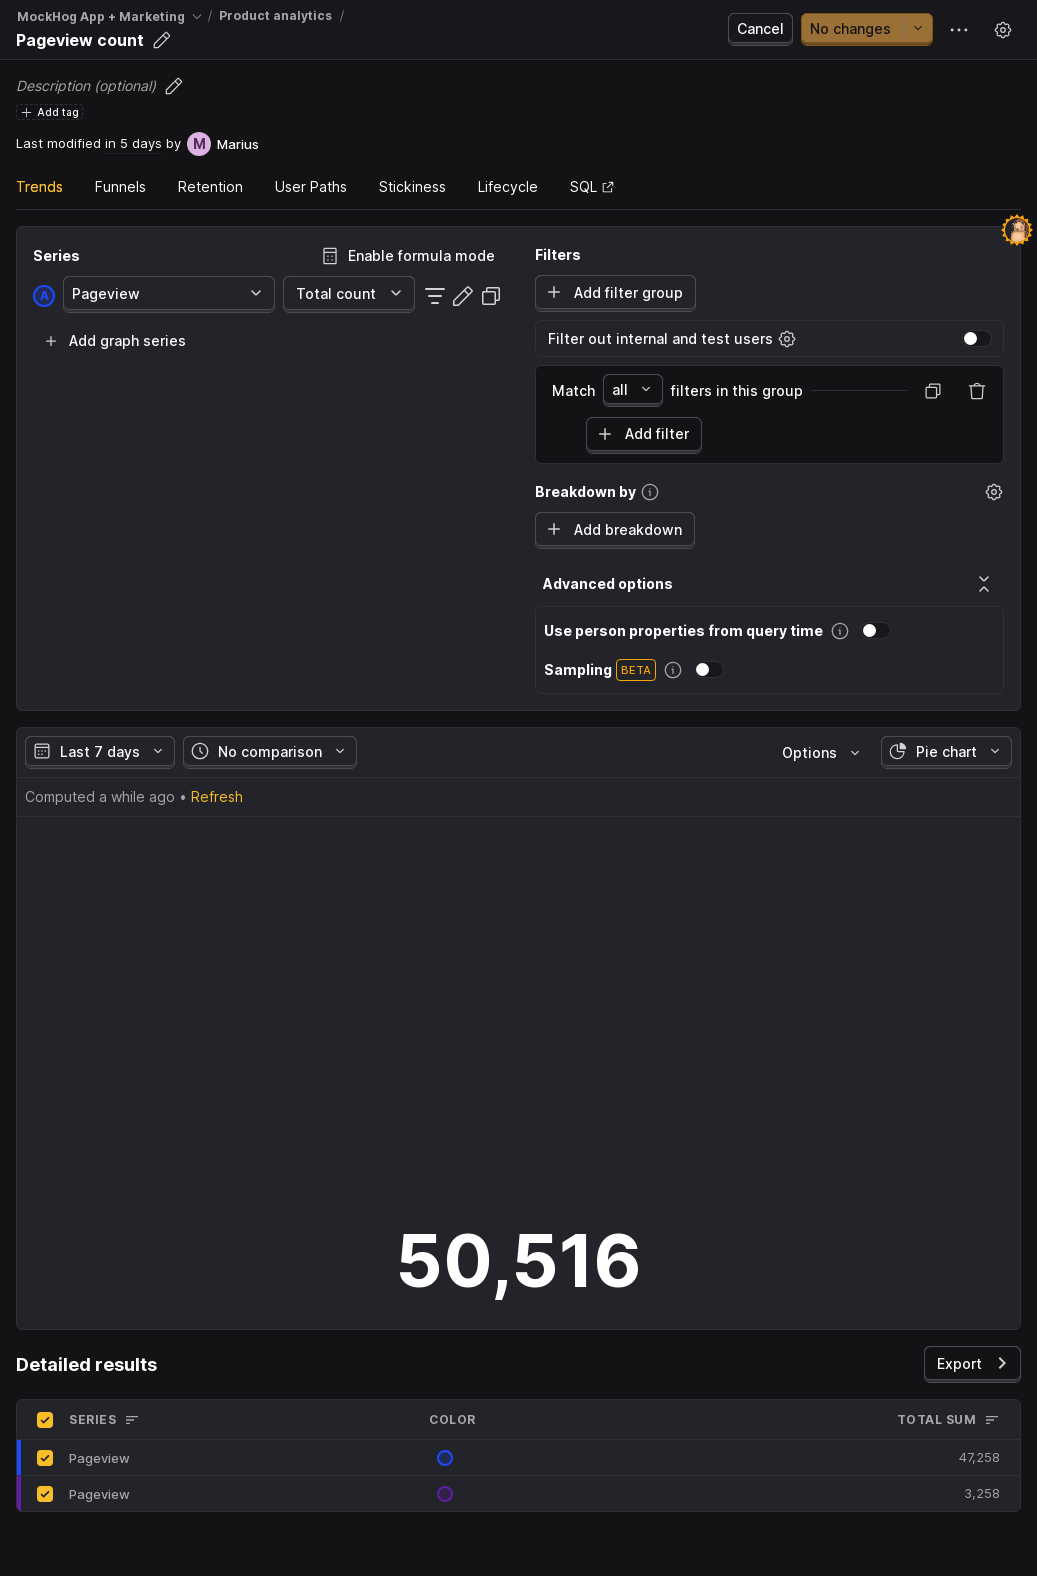 MockHog App + Marketing / Product analytics /
Pageview count
Cancel
No changes
Description (optional)
Add tag
Last modified in 5 days by M Marius
Trends Funnels Retention User Paths Stickiness Lifecycle SQL
Series
Enable formula mode
A Pageview Total count
Add graph series
Filters
Add filter group
Filter out internal and test users
Match all filters in this group
Add filter
Breakdown by
Add breakdown
Advanced options
Use person properties from query time
Sampling BETA
Last 7 days No comparison Options Pie chart
Computed a while ago • Refresh
50,516
Detailed results
Export
SERIES COLOR TOTAL SUM
Pageview 47,258
Pageview 3,258